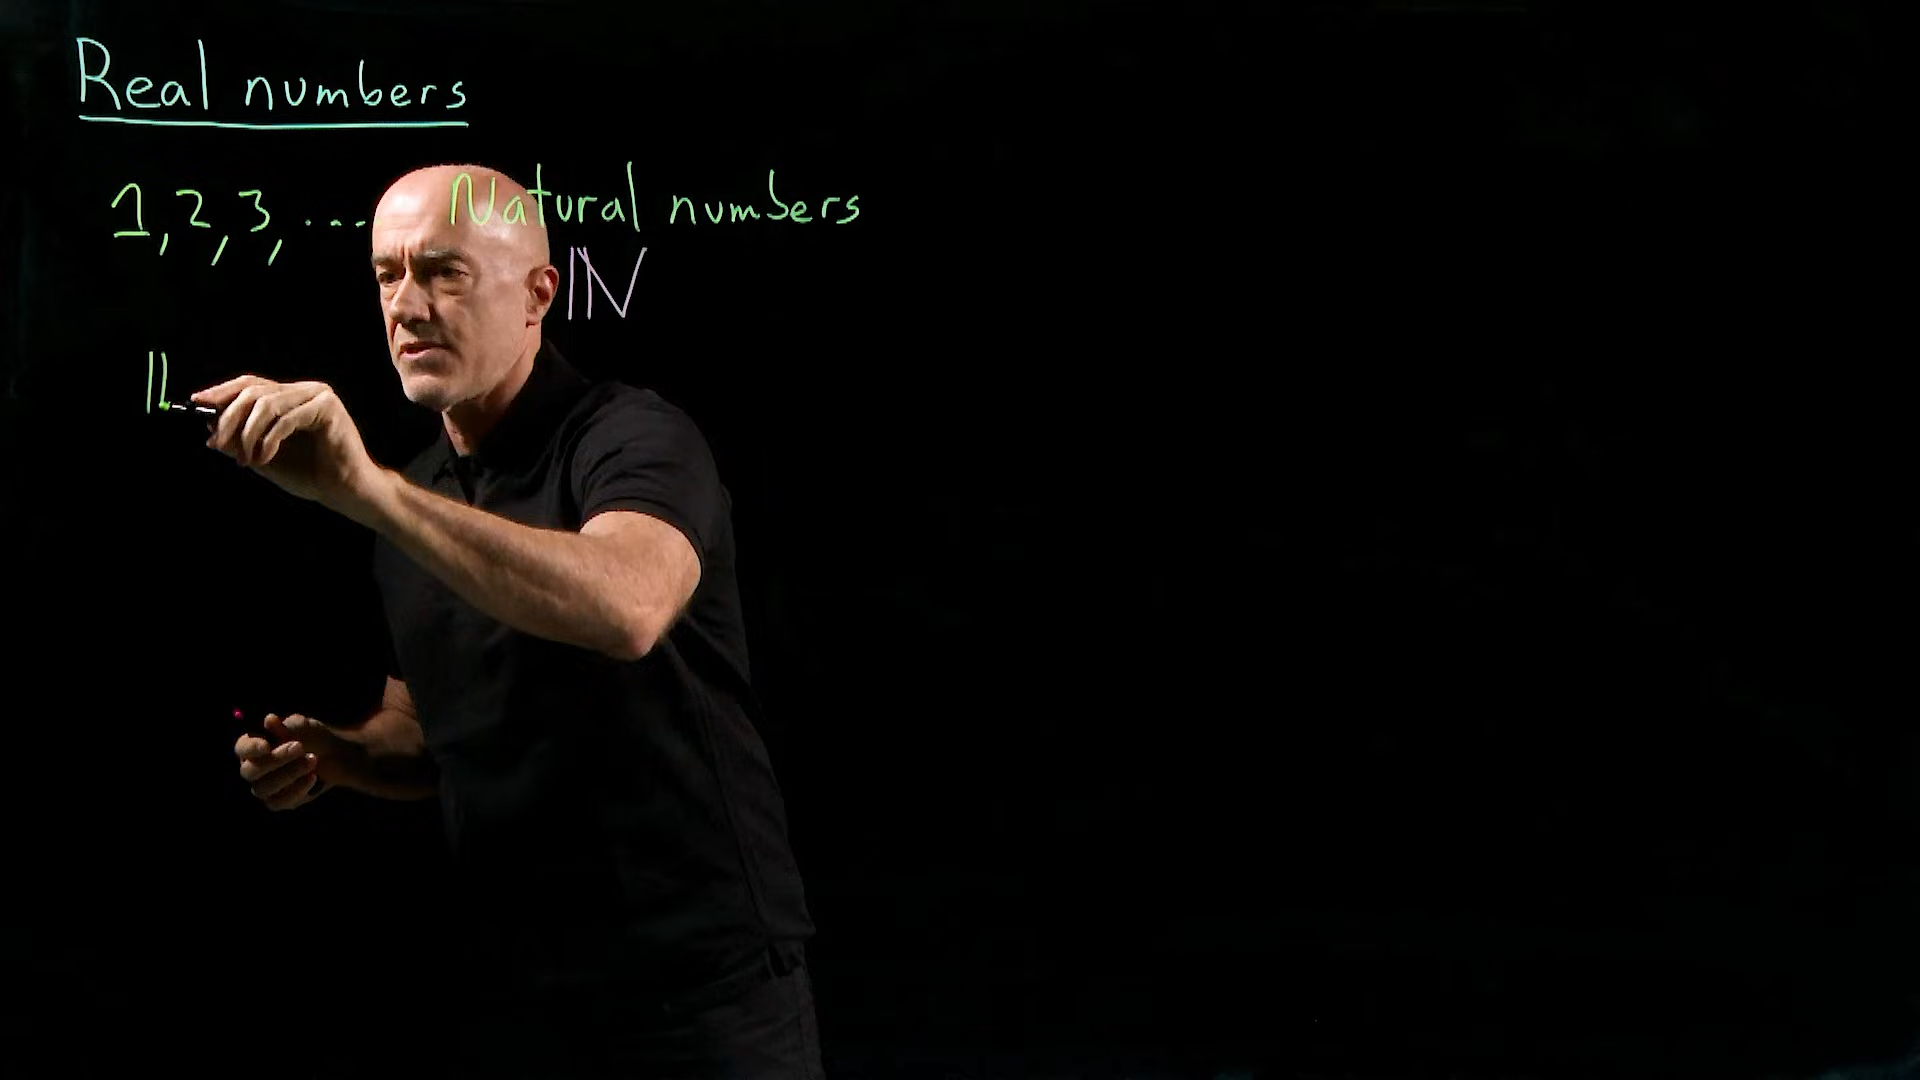 Real numbers
1, 2, 3, .... Natural numbers
ℕ